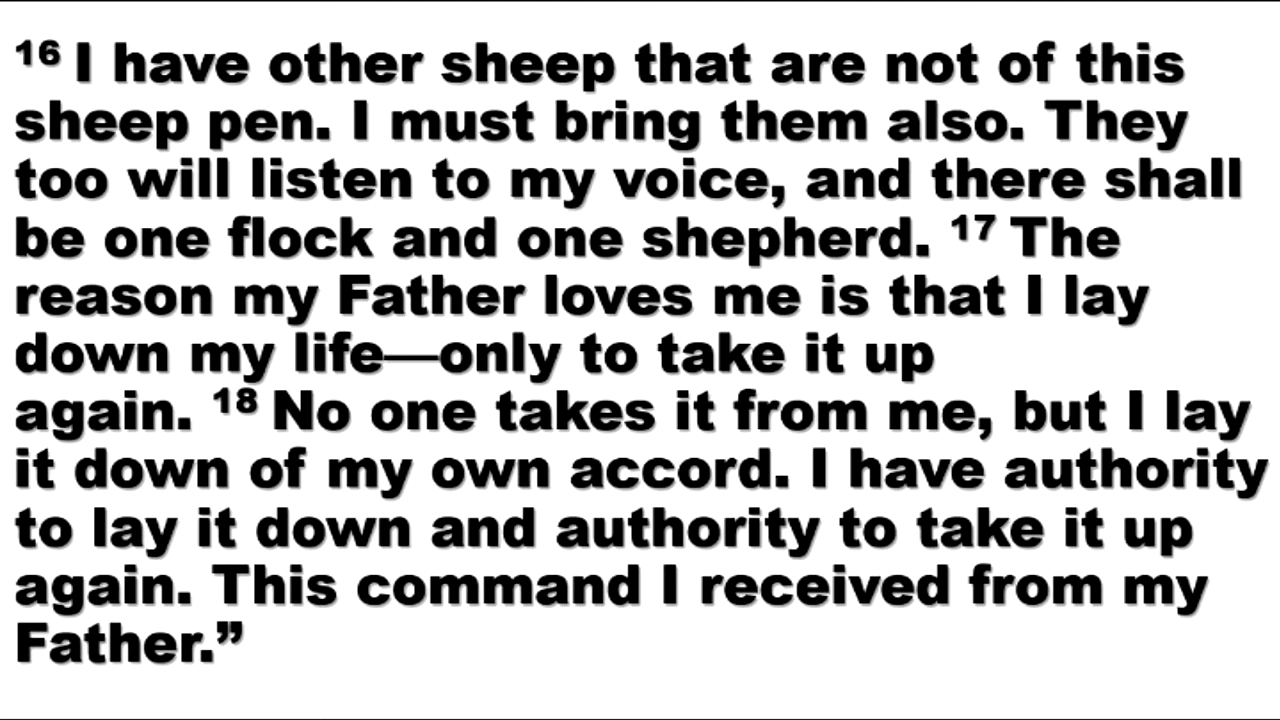 ¹⁶ I have other sheep that are not of this
sheep pen. I must bring them also. They
too will listen to my voice, and there shall
be one flock and one shepherd. ¹⁷ The
reason my Father loves me is that I lay
down my life—only to take it up
again. ¹⁸ No one takes it from me, but I lay
it down of my own accord. I have authority
to lay it down and authority to take it up
again. This command I received from my
Father.”